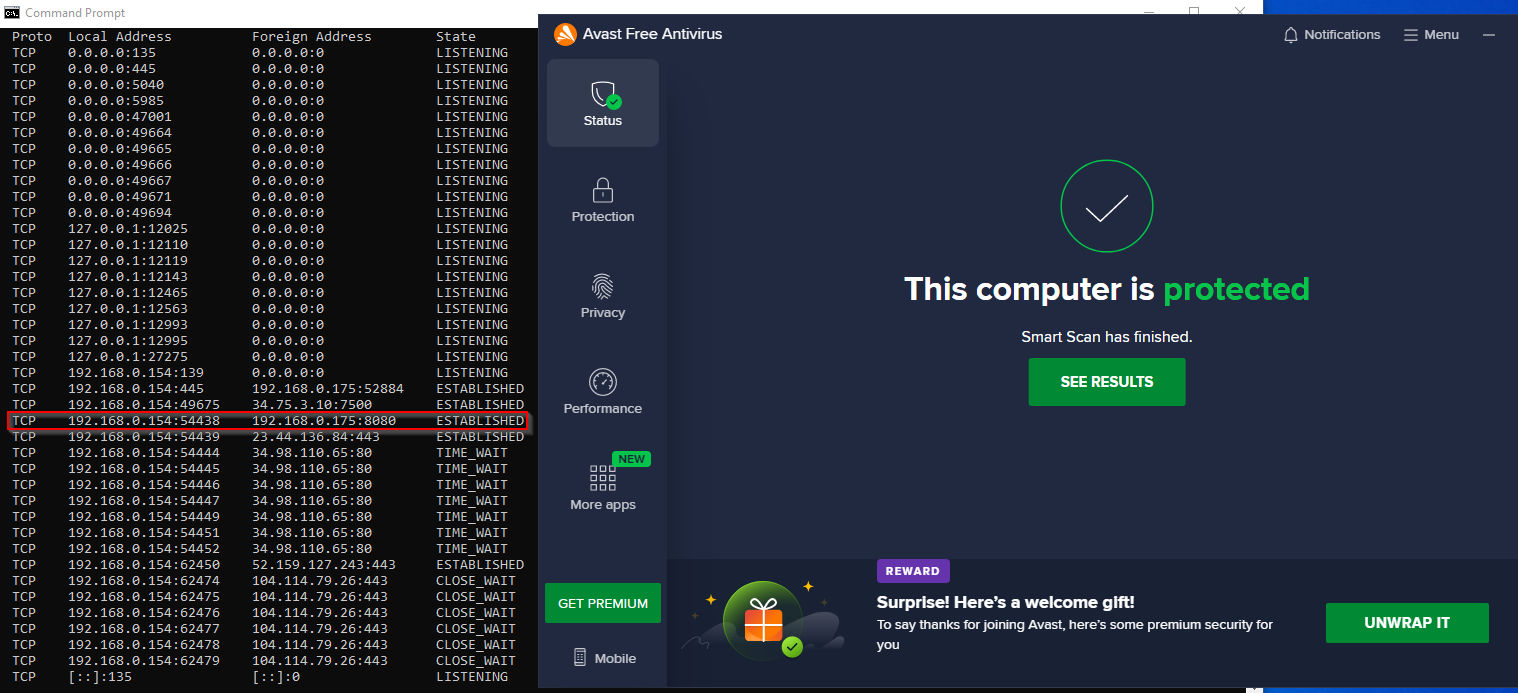 Command Prompt
Proto Local Address Foreign Address State
TCP 0.0.0.0:135 0.0.0.0:0 LISTENING
TCP 0.0.0.0:445 0.0.0.0:0 LISTENING
TCP 0.0.0.0:5040 0.0.0.0:0 LISTENING
TCP 0.0.0.0:5985 0.0.0.0:0 LISTENING
TCP 0.0.0.0:47001 0.0.0.0:0 LISTENING
TCP 0.0.0.0:49664 0.0.0.0:0 LISTENING
TCP 0.0.0.0:49665 0.0.0.0:0 LISTENING
TCP 0.0.0.0:49666 0.0.0.0:0 LISTENING
TCP 0.0.0.0:49667 0.0.0.0:0 LISTENING
TCP 0.0.0.0:49671 0.0.0.0:0 LISTENING
TCP 0.0.0.0:49694 0.0.0.0:0 LISTENING
TCP 127.0.0.1:12025 0.0.0.0:0 LISTENING
TCP 127.0.0.1:12110 0.0.0.0:0 LISTENING
TCP 127.0.0.1:12119 0.0.0.0:0 LISTENING
TCP 127.0.0.1:12143 0.0.0.0:0 LISTENING
TCP 127.0.0.1:12465 0.0.0.0:0 LISTENING
TCP 127.0.0.1:12563 0.0.0.0:0 LISTENING
TCP 127.0.0.1:12993 0.0.0.0:0 LISTENING
TCP 127.0.0.1:12995 0.0.0.0:0 LISTENING
TCP 127.0.0.1:27275 0.0.0.0:0 LISTENING
TCP 192.168.0.154:139 0.0.0.0:0 LISTENING
TCP 192.168.0.154:445 192.168.0.175:52884 ESTABLISHED
TCP 192.168.0.154:49675 34.75.3.10:7500 ESTABLISHED
TCP 192.168.0.154:54438 192.168.0.175:8080 ESTABLISHED
TCP 192.168.0.154:54439 23.44.136.84:443 ESTABLISHED
TCP 192.168.0.154:54444 34.98.110.65:80 TIME_WAIT
TCP 192.168.0.154:54445 34.98.110.65:80 TIME_WAIT
TCP 192.168.0.154:54446 34.98.110.65:80 TIME_WAIT
TCP 192.168.0.154:54447 34.98.110.65:80 TIME_WAIT
TCP 192.168.0.154:54449 34.98.110.65:80 TIME_WAIT
TCP 192.168.0.154:54451 34.98.110.65:80 TIME_WAIT
TCP 192.168.0.154:54452 34.98.110.65:80 TIME_WAIT
TCP 192.168.0.154:62450 52.159.127.243:443 ESTABLISHED
TCP 192.168.0.154:62474 104.114.79.26:443 CLOSE_WAIT
TCP 192.168.0.154:62475 104.114.79.26:443 CLOSE_WAIT
TCP 192.168.0.154:62476 104.114.79.26:443 CLOSE_WAIT
TCP 192.168.0.154:62477 104.114.79.26:443 CLOSE_WAIT
TCP 192.168.0.154:62478 104.114.79.26:443 CLOSE_WAIT
TCP 192.168.0.154:62479 104.114.79.26:443 CLOSE_WAIT
TCP [::]:135 [::]:0 LISTENING
Avast Free Antivirus
Notifications
Menu
Status
Protection
Privacy
Performance
NEW
More apps
GET PREMIUM
Mobile
This computer is protected
Smart Scan has finished.
SEE RESULTS
REWARD
Surprise! Here's a welcome gift!
To say thanks for joining Avast, here's some premium security for
you
UNWRAP IT